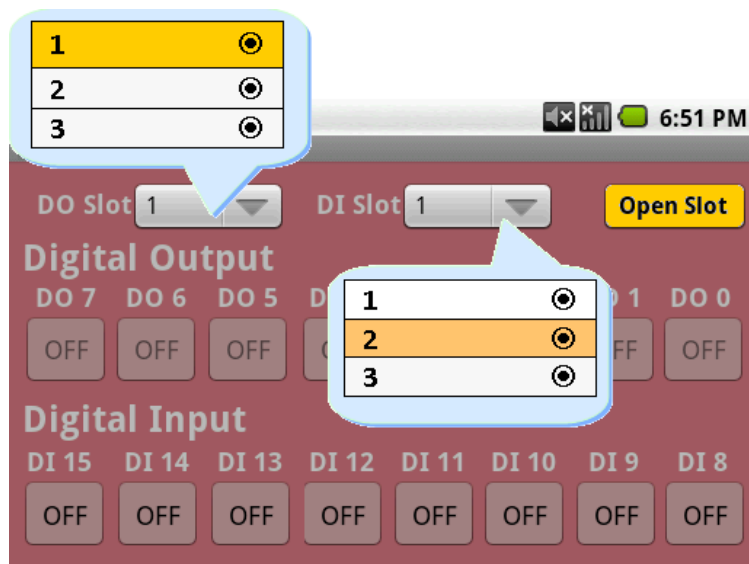 1
2
3
6:51 PM
DO Slot 1 DI Slot 1 Open Slot
Digital Output
DO 7 DO 6 DO 5 1 DO 0
OFF OFF OFF OFF
1
2
3
Digital Input
DI 15 DI 14 DI 13 DI 12 DI 11 DI 10 DI 9 DI 8
OFF OFF OFF OFF OFF OFF OFF OFF